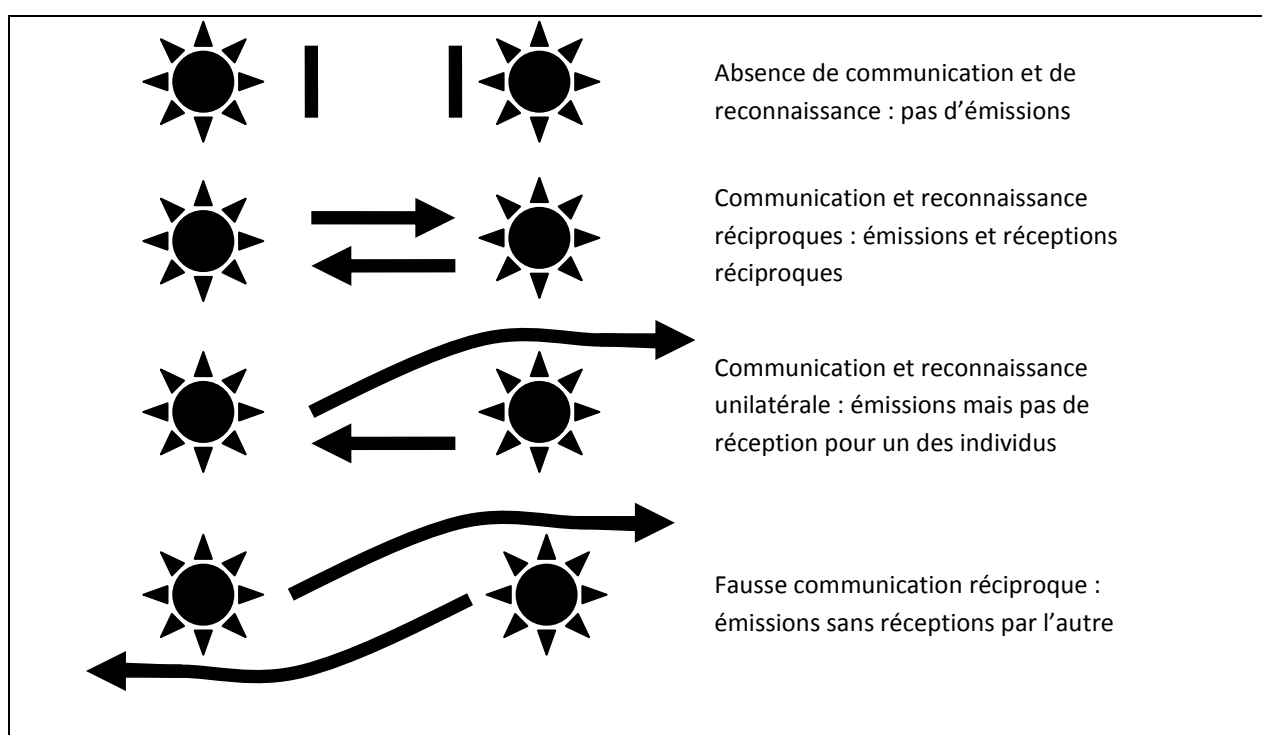 Absence de communication et de
reconnaissance : pas d’émissions
Communication et reconnaissance
réciproques : émissions et réceptions
réciproques
Communication et reconnaissance
unilatérale : émissions mais pas de
réception pour un des individus
Fausse communication réciproque :
émissions sans réceptions par l’autre